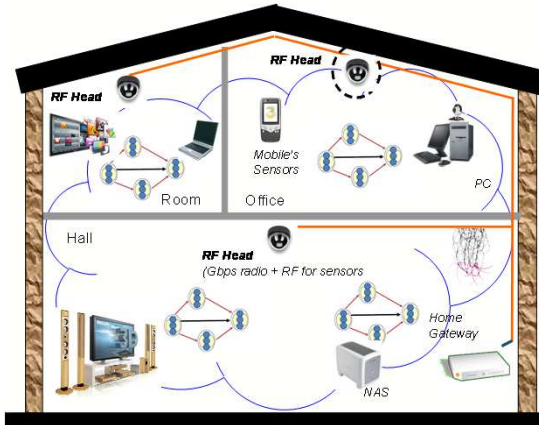 RF Head
RF Head
3
Mobile's
Sensors
PC
Room
Office
Hall
RF Head
(Gbps radio + RF for sensors
Home
Gateway
NAS